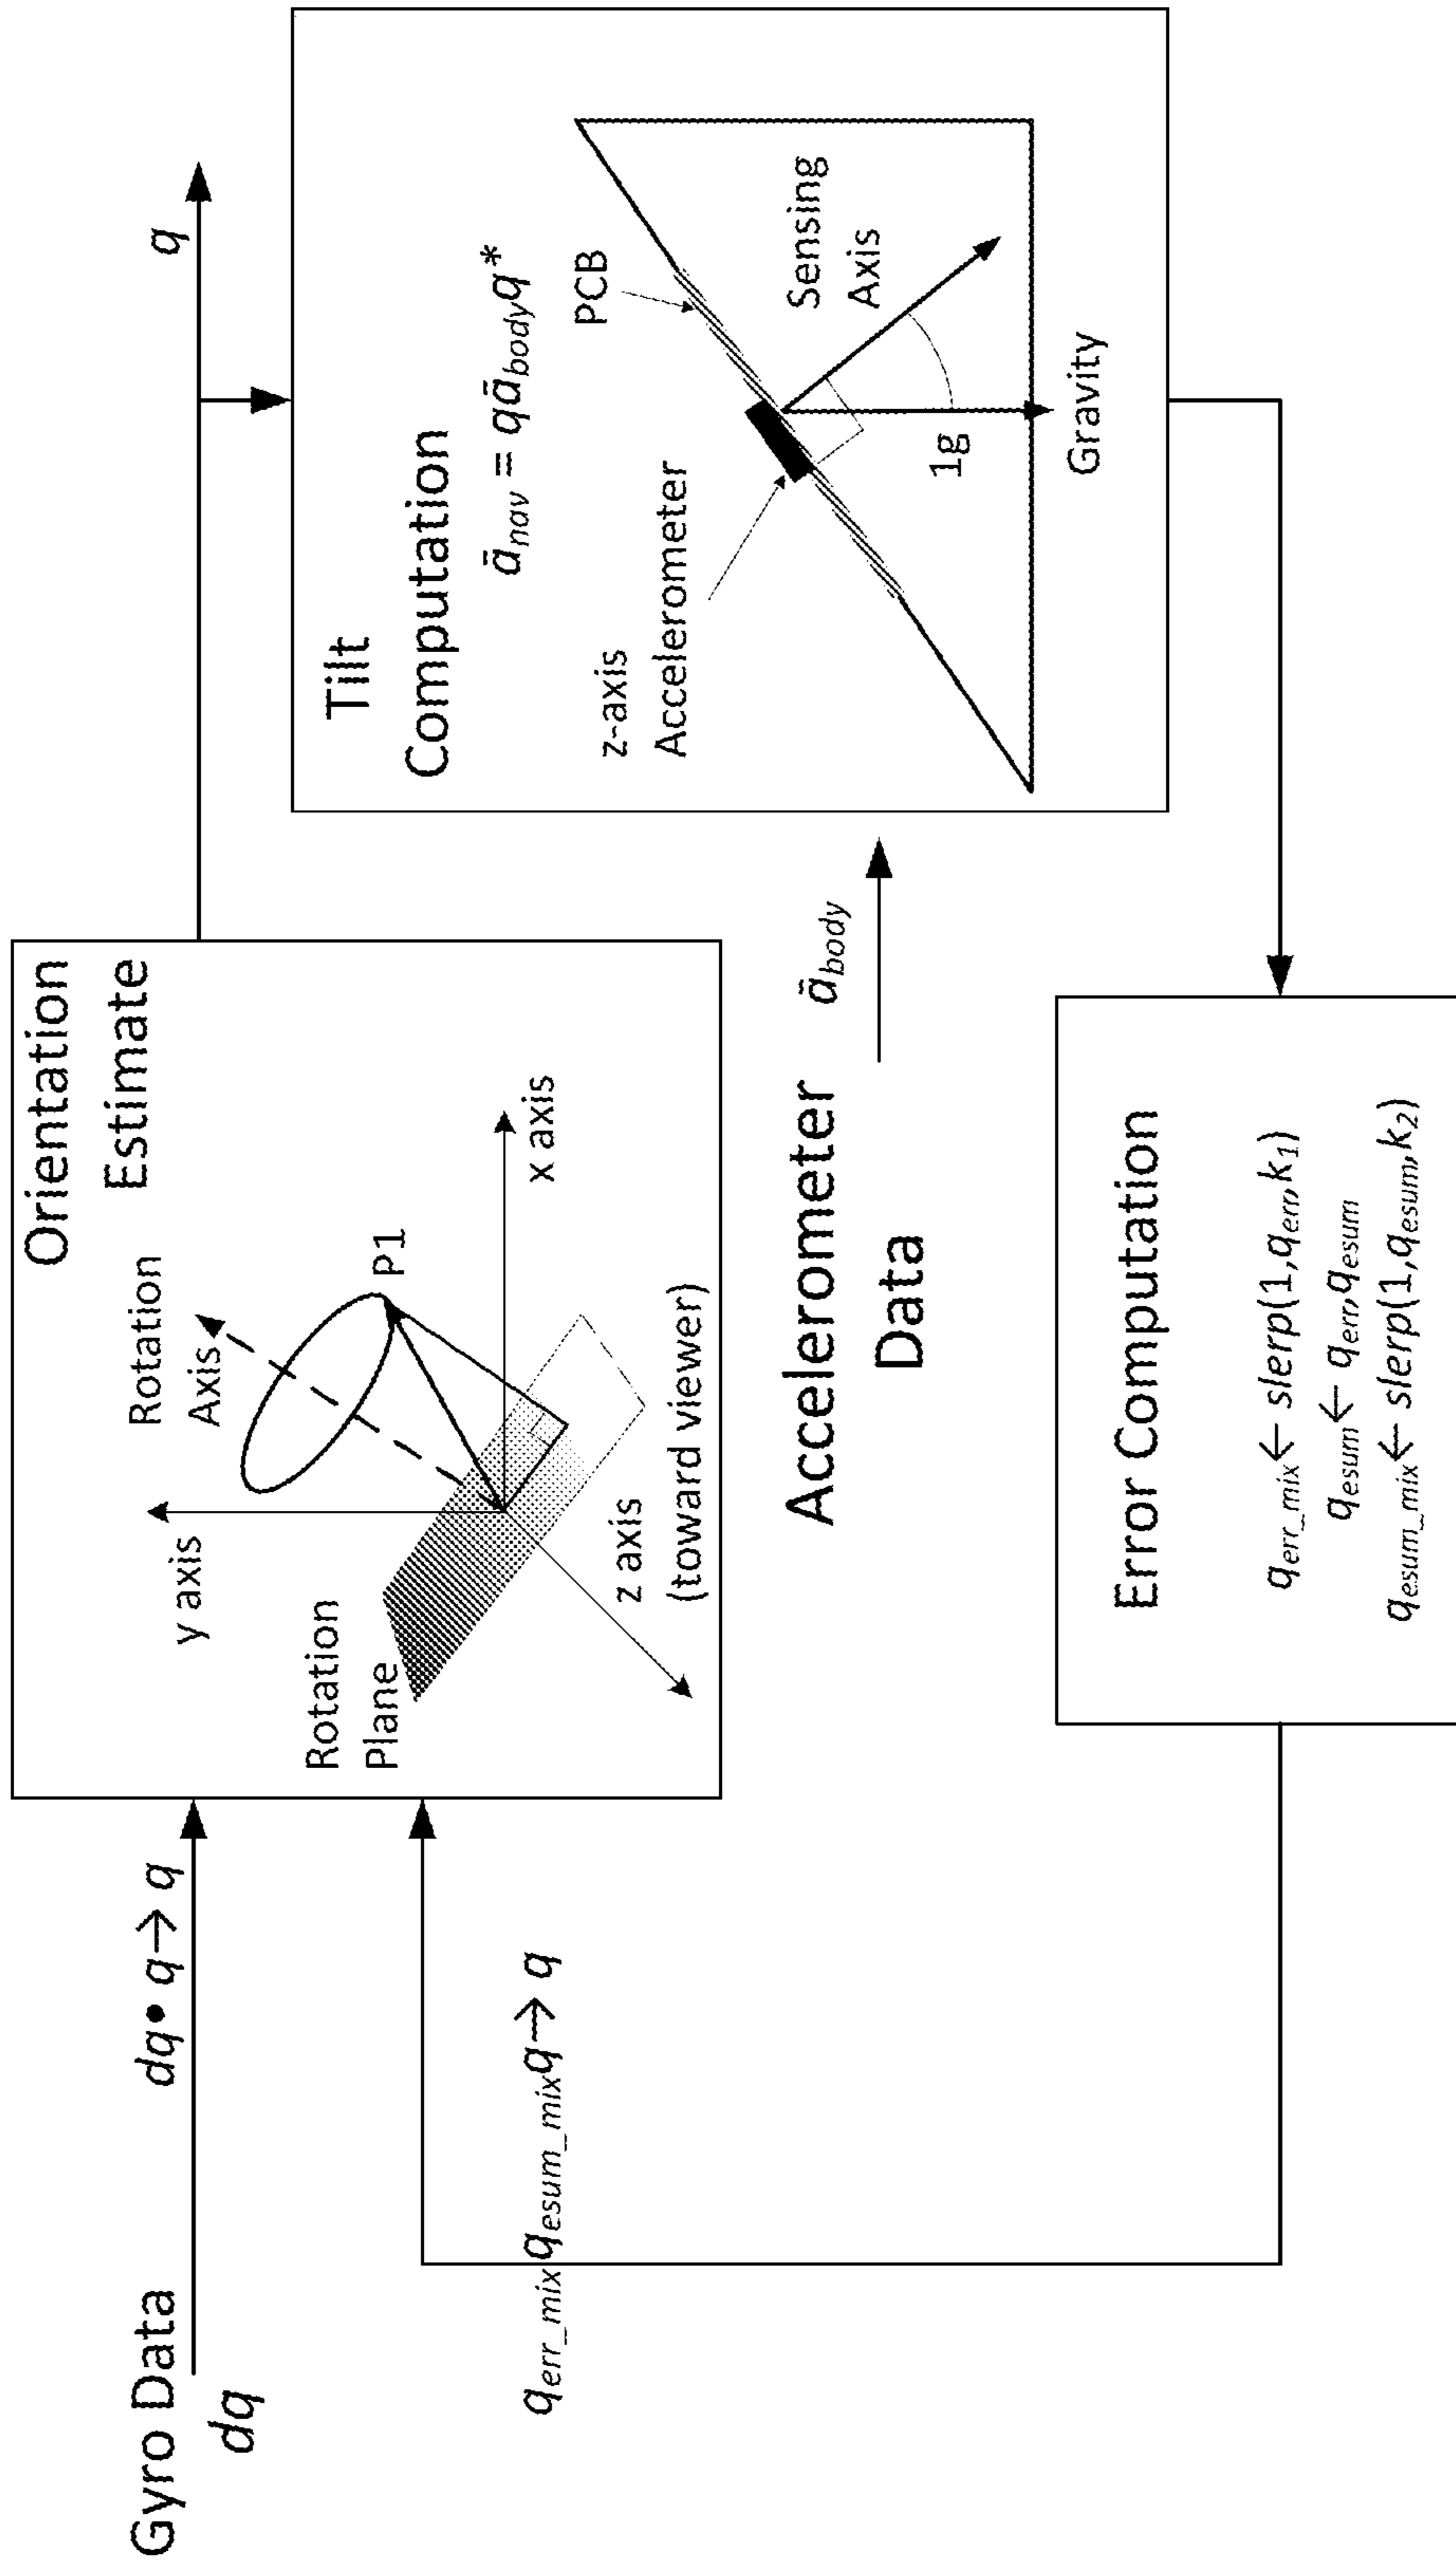 Gyro Data
dq
dq• q→ q
q_err_mix q_esum_mix q→ q
Orientation
Estimate
Rotation
Axis
P1
y axis
x axis
Rotation
Plane
z axis
(toward viewer)
q
Tilt
Computation
ā_nav = qā_body q*
z-axis
Accelerometer
PCB
Sensing
Axis
1g
Gravity
Accelerometer
Data
ā_body
Error Computation
q_err_mix ← slerp(1,q_err,k₁)
q_esum ← q_err,q_esum
q_esum_mix ← slerp(1,q_esum,k₂)